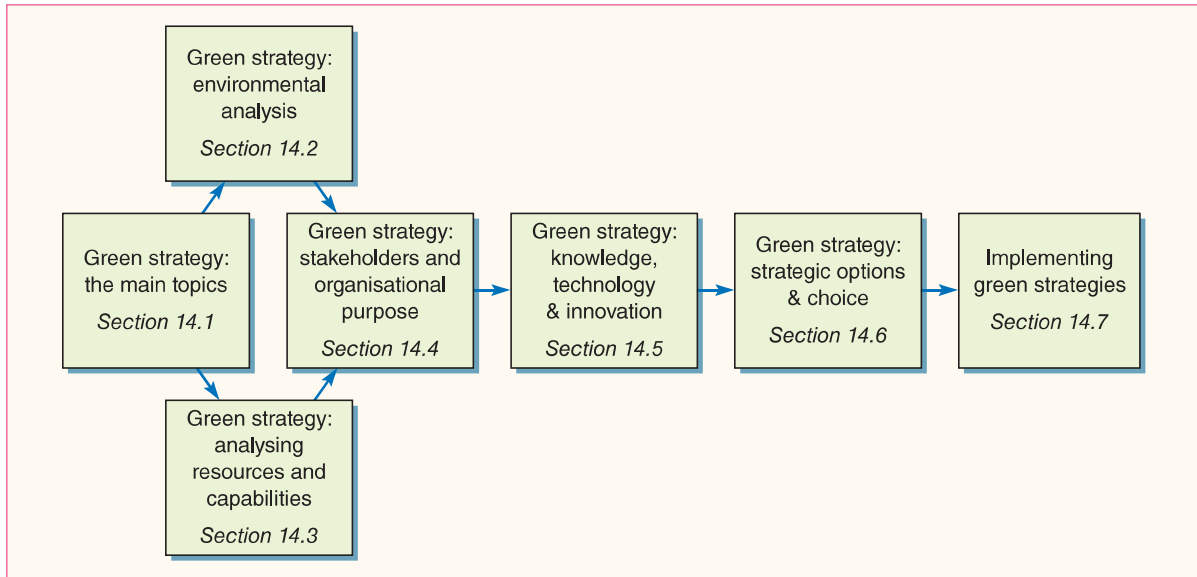 Green strategy:
environmental
analysis
Section 14.2
Green strategy:
the main topics
Section 14.1
Green strategy:
stakeholders and
organisational
purpose
Section 14.4
Green strategy:
knowledge,
technology
& innovation
Section 14.5
Green strategy:
strategic options
& choice
Section 14.6
Implementing
green strategies
Section 14.7
Green strategy:
analysing
resources and
capabilities
Section 14.3